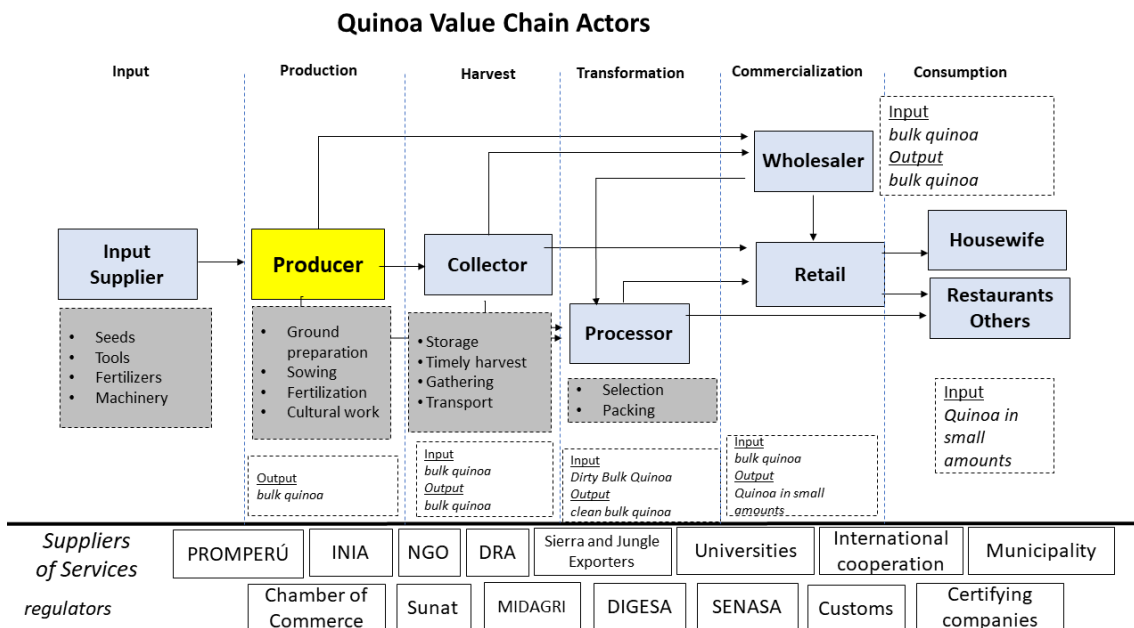 Quinoa Value Chain Actors
Input
Production
Harvest
Transformation
Commercialization
Consumption
Input
bulk quinoa
Output
bulk quinoa
Wholesaler
Input
Supplier
Producer
Collector
Retail
Housewife
Restaurants
Others
Processor
• Seeds
• Tools
• Fertilizers
• Machinery
• Ground
preparation
• Sowing
• Fertilization
• Cultural work
• Storage
• Timely harvest
• Gathering
• Transport
• Selection
• Packing
Input
Quinoa in
small
amounts
Output
bulk quinoa
Input
bulk quinoa
Output
bulk quinoa
Input
Dirty Bulk Quinoa
Output
clean bulk quinoa
Input
bulk quinoa
Output
Quinoa in small
amounts
Suppliers
of Services
PROMPERÚ
INIA
NGO
DRA
Sierra and Jungle
Exporters
Universities
International
cooperation
Municipality
regulators
Chamber of
Commerce
Sunat
MIDAGRI
DIGESA
SENASA
Customs
Certifying
companies